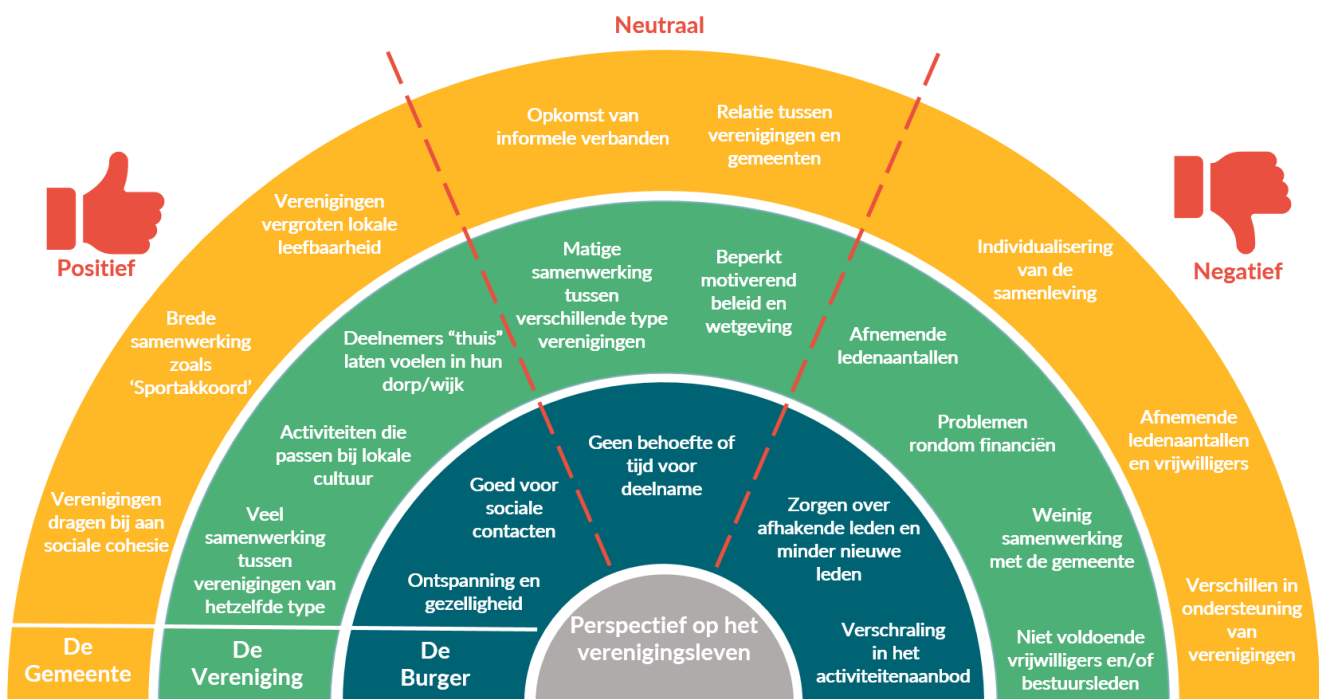 Neutraal
Positief
Negatief
Verenigingen
dragen bij aan
sociale cohesie
Brede
samenwerking
zoals
‘Sportakkoord’
Verenigingen
vergroten lokale
leefbaarheid
Opkomst van
informele verbanden
Relatie tussen
verenigingen en
gemeenten
Individualisering
van de
samenleving
Afnemende
ledenaantallen
en vrijwilligers
Verschillen in
ondersteuning
van
verenigingen
Veel
samenwerking
tussen
verenigingen van
hetzelfde type
Activiteiten die
passen bij lokale
cultuur
Deelnemers “thuis”
laten voelen in hun
dorp/wijk
Matige
samenwerking
tussen
verschillende type
verenigingen
Beperkt
motiverend
beleid en
wetgeving
Afnemende
ledenaantallen
Problemen
rondom financiën
Weinig
samenwerking
met de gemeente
Niet voldoende
vrijwilligers en/of
bestuursleden
Ontspanning en
gezelligheid
Goed voor
sociale
contacten
Geen behoefte of
tijd voor
deelname
Zorgen over
afhakende leden en
minder nieuwe
leden
Verschraling
in het
activiteitenaanbod
De
Gemeente
De
Vereniging
De
Burger
Perspectief op het
verenigingsleven